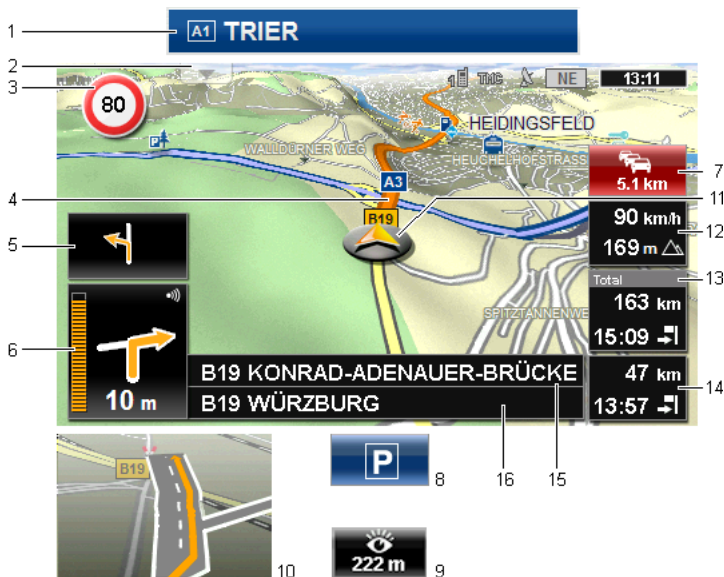 1
A1 TRIER
2
3
80
TMC
NE
13:11
HEIDINGSFELD
WALLDÜRNER WEG
HEUCHELHOFSTRASS
P
5.1 km
7
4
A3
11
B19
90 km/h
169 m
12
5
Total
13
163 km
15:09
SPITZTANNENWE
6
10 m
B19 KONRAD-ADENAUER-BRÜCKE
B19 WÜRZBURG
47 km
13:57
14
16
15
B19
10
P
8
222 m
9